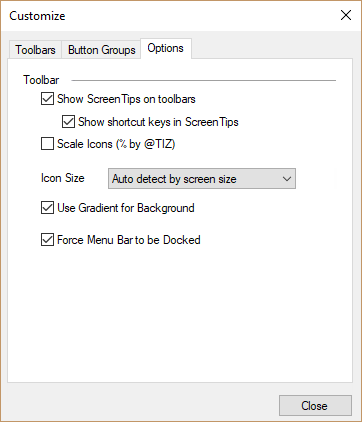 Customize
Toolbars Button Groups Options
Toolbar
Show ScreenTips on toolbars
Show shortcut keys in ScreenTips
Scale Icons (% by @TIZ)
Icon Size Auto detect by screen size
Use Gradient for Background
Force Menu Bar to be Docked
Close